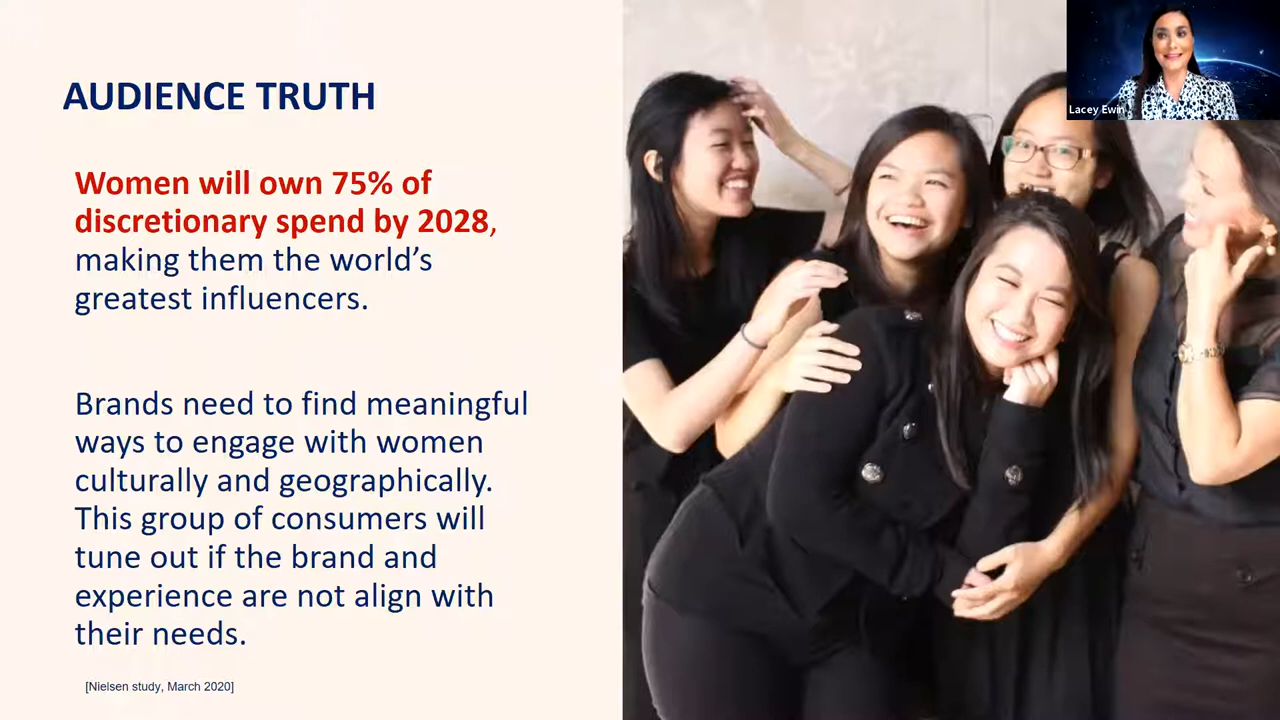 AUDIENCE TRUTH
Women will own 75% of
discretionary spend by 2028,
making them the world’s
greatest influencers.
Brands need to find meaningful
ways to engage with women
culturally and geographically.
This group of consumers will
tune out if the brand and
experience are not align with
their needs.
[Nielsen study, March 2020]
Lacey Ewin